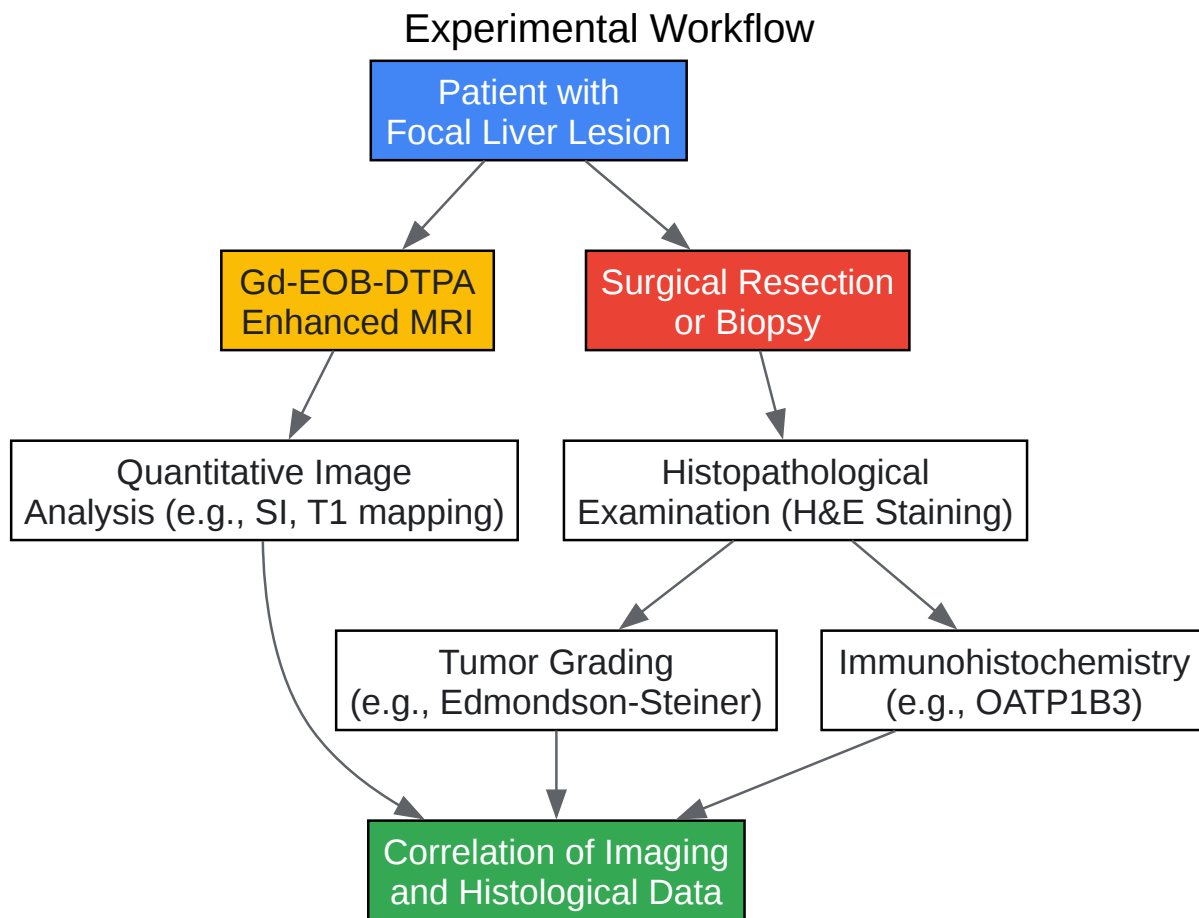 Experimental Workflow
Patient with
Focal Liver Lesion
Gd-EOB-DTPA
Enhanced MRI
Surgical Resection
or Biopsy
Quantitative Image
Analysis (e.g., SI, T1 mapping)
Histopathological
Examination (H&E Staining)
Tumor Grading
(e.g., Edmondson-Steiner)
Immunohistochemistry
(e.g., OATP1B3)
Correlation of Imaging
and Histological Data